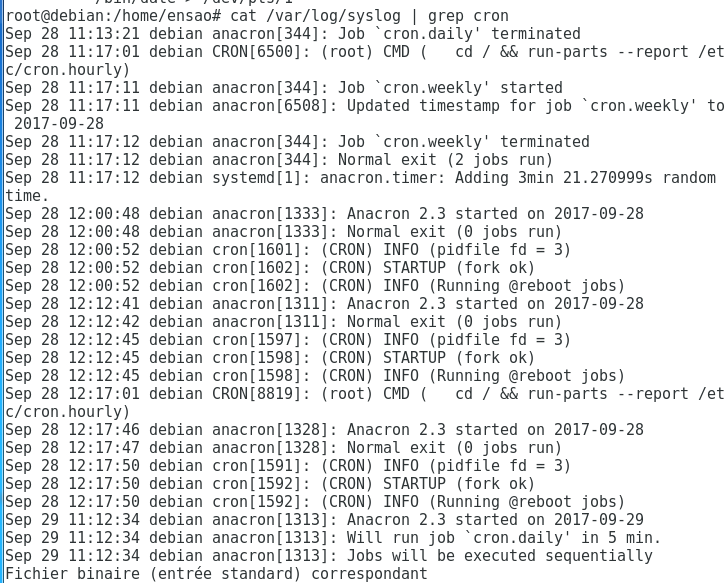 /bin/date > /dev/pts/1
root@debian:/home/ensao# cat /var/log/syslog | grep cron
Sep 28 11:13:21 debian anacron[344]: Job `cron.daily' terminated
Sep 28 11:17:01 debian CRON[6500]: (root) CMD (   cd / && run-parts --report /et
c/cron.hourly)
Sep 28 11:17:11 debian anacron[344]: Job `cron.weekly' started
Sep 28 11:17:11 debian anacron[6508]: Updated timestamp for job `cron.weekly' to
 2017-09-28
Sep 28 11:17:12 debian anacron[344]: Job `cron.weekly' terminated
Sep 28 11:17:12 debian anacron[344]: Normal exit (2 jobs run)
Sep 28 11:17:12 debian systemd[1]: anacron.timer: Adding 3min 21.270999s random
time.
Sep 28 12:00:48 debian anacron[1333]: Anacron 2.3 started on 2017-09-28
Sep 28 12:00:48 debian anacron[1333]: Normal exit (0 jobs run)
Sep 28 12:00:52 debian cron[1601]: (CRON) INFO (pidfile fd = 3)
Sep 28 12:00:52 debian cron[1602]: (CRON) STARTUP (fork ok)
Sep 28 12:00:52 debian cron[1602]: (CRON) INFO (Running @reboot jobs)
Sep 28 12:12:41 debian anacron[1311]: Anacron 2.3 started on 2017-09-28
Sep 28 12:12:42 debian anacron[1311]: Normal exit (0 jobs run)
Sep 28 12:12:45 debian cron[1597]: (CRON) INFO (pidfile fd = 3)
Sep 28 12:12:45 debian cron[1598]: (CRON) STARTUP (fork ok)
Sep 28 12:12:45 debian cron[1598]: (CRON) INFO (Running @reboot jobs)
Sep 28 12:17:01 debian CRON[8819]: (root) CMD (   cd / && run-parts --report /et
c/cron.hourly)
Sep 28 12:17:46 debian anacron[1328]: Anacron 2.3 started on 2017-09-28
Sep 28 12:17:47 debian anacron[1328]: Normal exit (0 jobs run)
Sep 28 12:17:50 debian cron[1591]: (CRON) INFO (pidfile fd = 3)
Sep 28 12:17:50 debian cron[1592]: (CRON) STARTUP (fork ok)
Sep 28 12:17:50 debian cron[1592]: (CRON) INFO (Running @reboot jobs)
Sep 29 11:12:34 debian anacron[1313]: Anacron 2.3 started on 2017-09-29
Sep 29 11:12:34 debian anacron[1313]: Will run job `cron.daily' in 5 min.
Sep 29 11:12:34 debian anacron[1313]: Jobs will be executed sequentially
Fichier binaire (entrée standard) correspondant